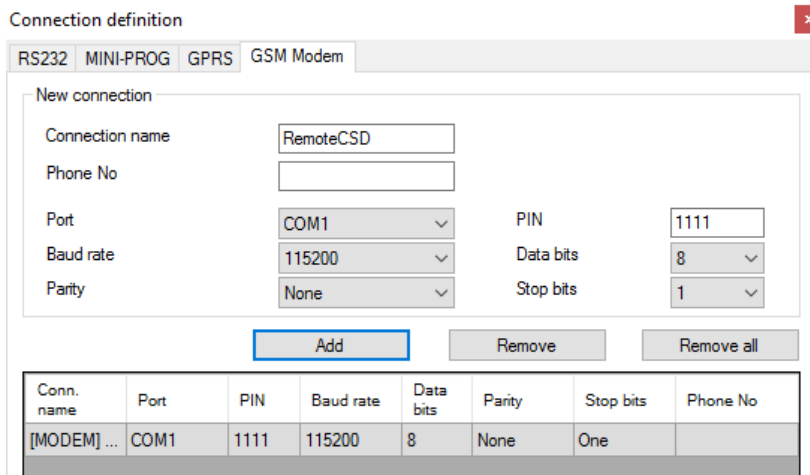 Connection definition
RS232 MINI-PROG GPRS GSM Modem
New connection
Connection name RemoteCSD
Phone No
Port COM1 PIN 1111
Baud rate 115200 Data bits 8
Parity None Stop bits 1
Add Remove Remove all
Conn. name Port PIN Baud rate Data bits Parity Stop bits Phone No
[MODEM] ... COM1 1111 115200 8 None One